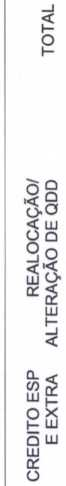 CREDITO ESP
E EXTRA
REALOCAÇÃO/
ALTERAÇÃO DE QDD
TOTAL